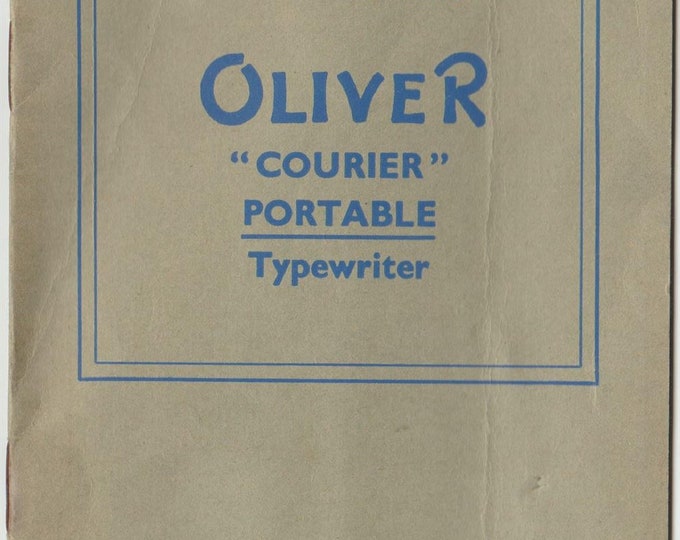 OLIVER
“COURIER”
PORTABLE
Typewriter